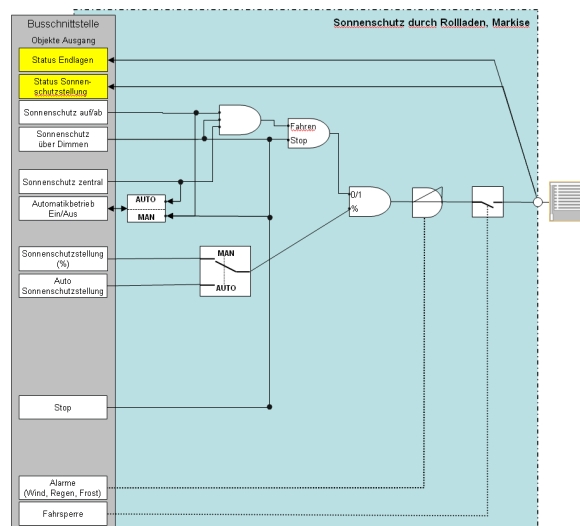 Busschnittstelle
Sonnenschutz durch Rollladen, Markise
Objekte Ausgang
Status Endlagen
Status Sonnen-
schutzstellung
Sonnenschutz auf/ab
Sonnenschutz
über Dimmen
Fahren
Stop
Sonnenschutz zentral
Automatikbetrieb
Ein/Aus
AUTO
MAN
0/1
%
Sonnenschutzstellung
(%)
Auto
Sonnenschutzstellung
MAN
AUTO
Stop
Alarme
(Wind, Regen, Frost)
Fahrsperre